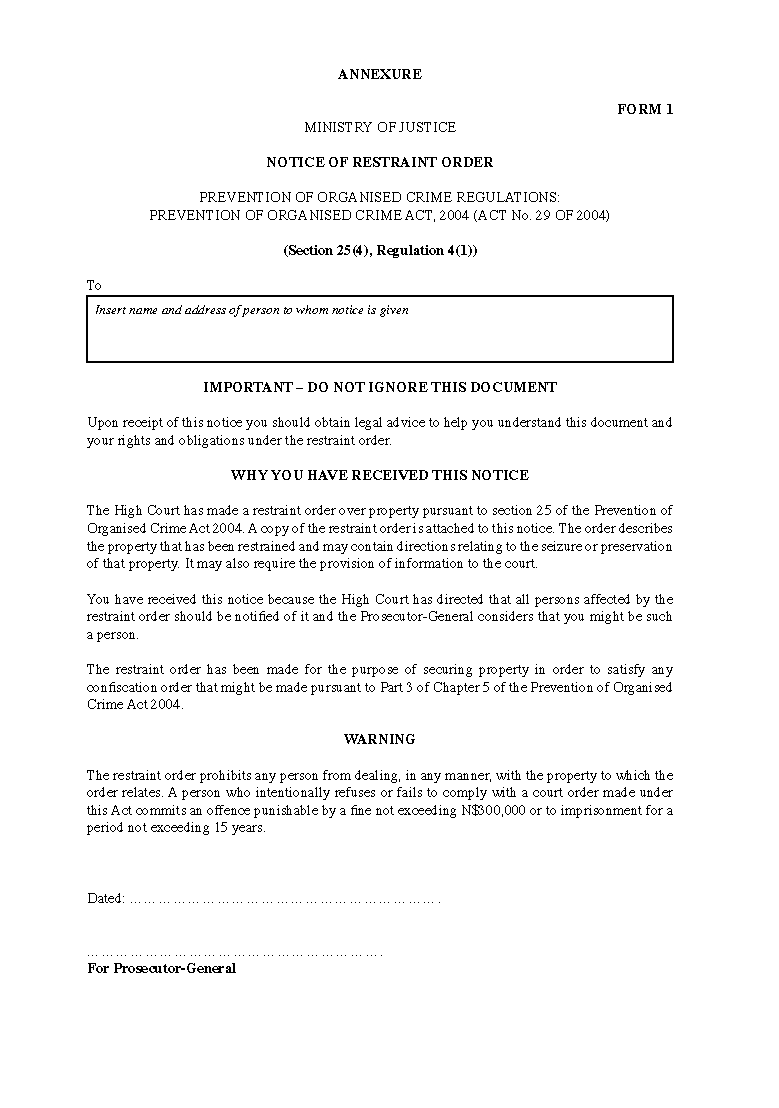 ANNEXURE
FORM 1
MINISTRY OF JUSTICE
NOTICE OF RESTRAINT ORDER
PREVENTION OF ORGANISED CRIME REGULATIONS:
PREVENTION OF ORGANISED CRIME ACT, 2004 (ACT No. 29 OF 2004)
(Section 25(4), Regulation 4(1))
To
Insert name and address of person to whom notice is given
IMPORTANT – DO NOT IGNORE THIS DOCUMENT
Upon receipt of this notice you should obtain legal advice to help you understand this document and
your rights and obligations under the restraint order.
WHY YOU HAVE RECEIVED THIS NOTICE
The High Court has made a restraint order over property pursuant to section 25 of the Prevention of
Organised Crime Act 2004. A copy of the restraint order is attached to this notice. The order describes
the property that has been restrained and may contain directions relating to the seizure or preservation
of that property. It may also require the provision of information to the court.
You have received this notice because the High Court has directed that all persons affected by the
restraint order should be notified of it and the Prosecutor-General considers that you might be such
a person.
The restraint order has been made for the purpose of securing property in order to satisfy any
confiscation order that might be made pursuant to Part 3 of Chapter 5 of the Prevention of Organised
Crime Act 2004.
WARNING
The restraint order prohibits any person from dealing, in any manner, with the property to which the
order relates. A person who intentionally refuses or fails to comply with a court order made under
this Act commits an offence punishable by a fine not exceeding N$300,000 or to imprisonment for a
period not exceeding 15 years.
Dated: ……………………………………………………….
…………………………………………………….
For Prosecutor-General